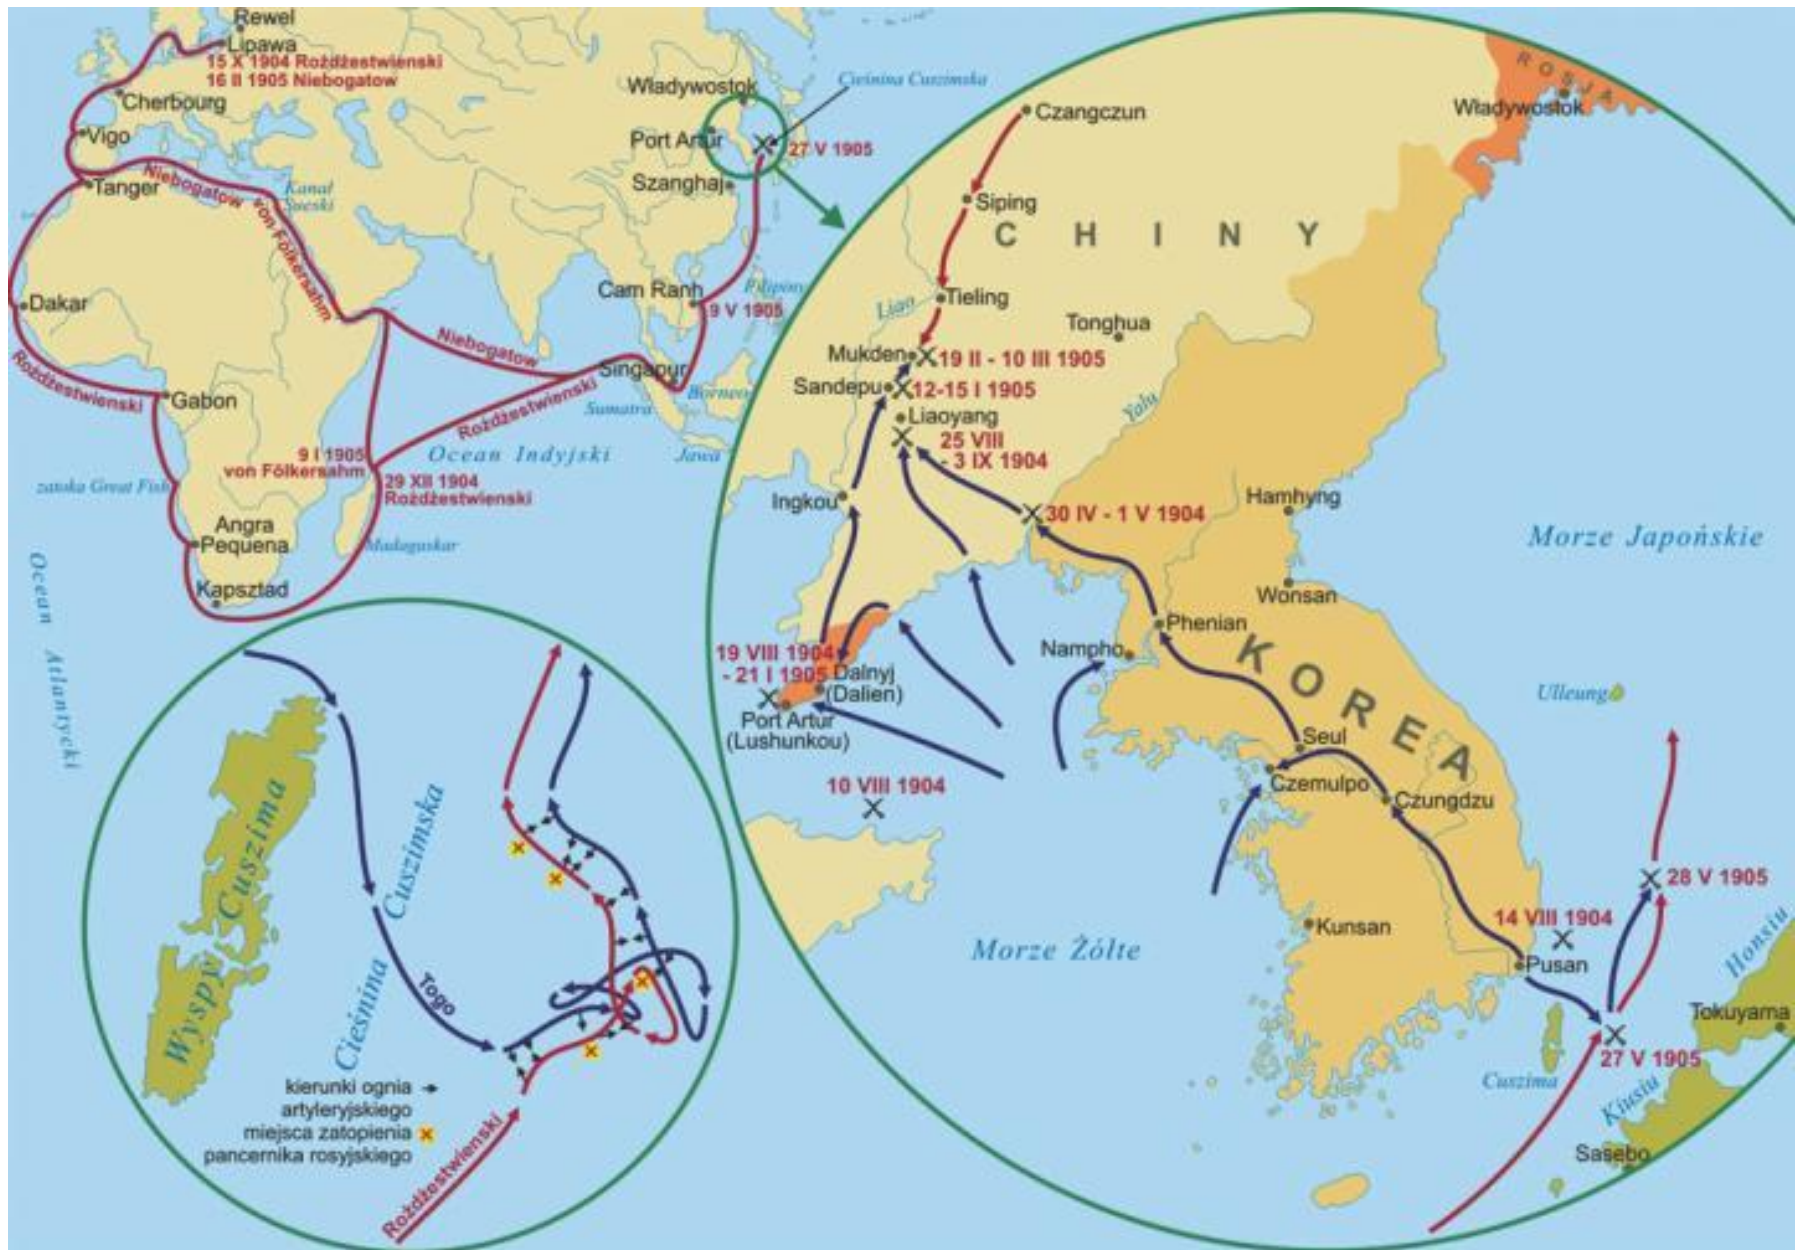 Rewel
Lipawa
15 X 1904 Rożdżestwienski
16 II 1905 Niebogatow
Cherbourg
Vigo
Tanger
Niebogatow
von Fölkersahm
Kanał
Sueski
Dakar
Rożdżestwienski
Gabon
zatoka Great Fish
Angra
Pequena
Kapsztad
9 I 1905
von Fölkersahm
29 XII 1904
Rożdżestwienski
Madagaskar
Ocean Atlantycki
Ocean Indyjski
Niebogatow
Rożdżestwienski
Singapur
Sumatra
Borneo
Jawa
Cam Ranh
9 V 1905
Filipiny
Władywostok
Port Artur
Szanghaj
27 V 1905
Cieśnina Cuszimska
ROSJA
Władywostok
Czangczun
Siping
CHINY
Tieling
Liao
Tonghua
Mukden
19 II - 10 III 1905
Sandepu
12-15 I 1905
Liaoyang
25 VIII
- 3 IX 1904
Yalu
Ingkou
30 IV - 1 V 1904
Hamhyng
Wonsan
Morze Japońskie
Phenian
Nampho
KOREA
19 VIII 1904
- 21 I 1905
Dalnyj
(Dalien)
Port Artur
(Lushunkou)
Ulleung
Seul
Czemulpo
Czungdzu
10 VIII 1904
28 V 1905
14 VIII 1904
Kunsan
Pusan
Morze Żółte
Honsiu
Tokuyama
27 V 1905
Cuszima
Kiusiu
Sasebo
Wyspy Cuszima
Cieśnina Cuszimska
Togo
Rożdżestwienski
kierunki ognia
artyleryjskiego
miejsca zatopienia
pancernika rosyjskiego